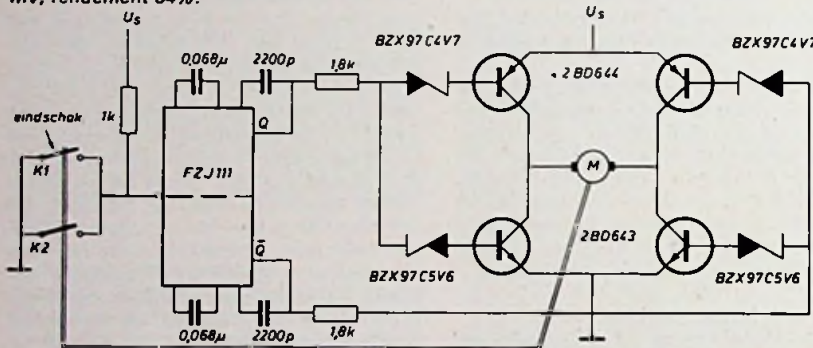 mV, rendement 84%.
Us
Us
0,068µ
2200p
1,8k
BZX97C4V7
BZX97C4V7
2BD644
1k
eindschak
K1
K2
Q
FZJ111
M
Q̅
BZX97C5V6
2BD643
BZX97C5V6
0,068µ
2200p
1,8k